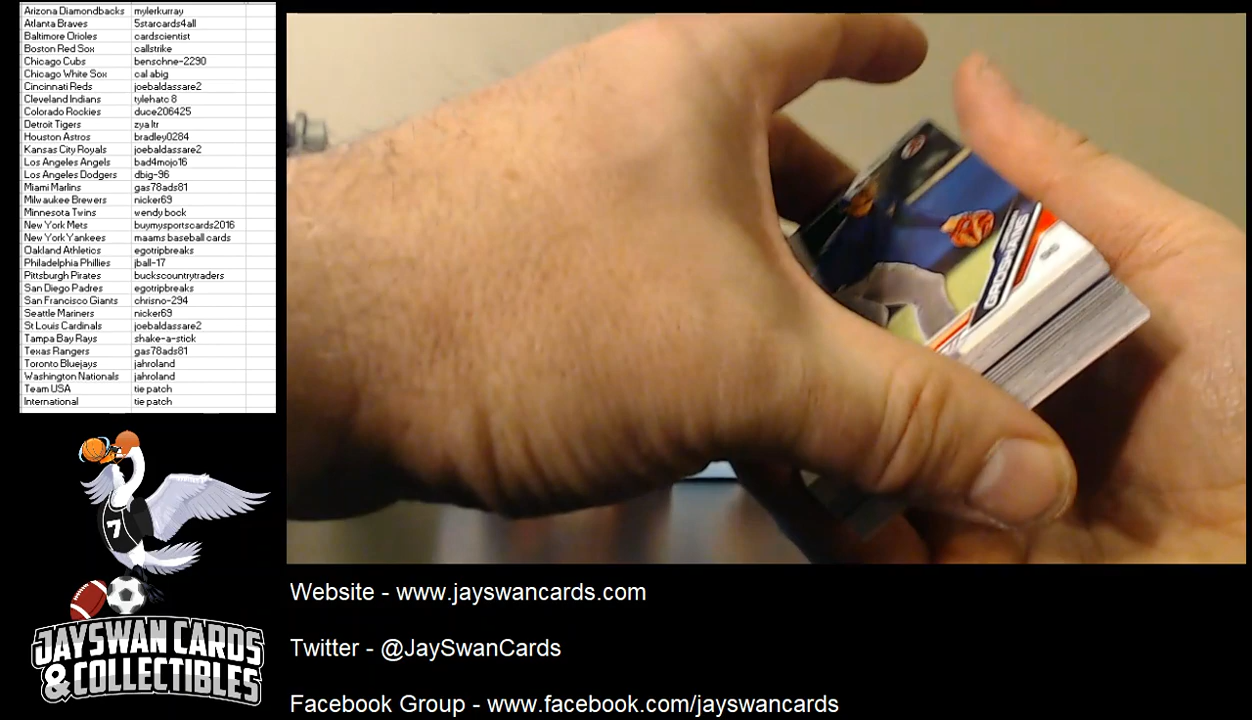 Arizona Diamondbacks mylerkurray
Atlanta Braves 5starcards4all
Baltimore Orioles cardscientist
Boston Red Sox callstrike
Chicago Cubs benschne-2290
Chicago White Sox cal abig
Cincinnati Reds joebaldassare2
Cleveland Indians tylehatc 8
Colorado Rockies duce206425
Detroit Tigers zya ltr
Houston Astros bradley0284
Kansas City Royals joebaldassare2
Los Angeles Angels bad4mojo16
Los Angeles Dodgers dbig-96
Miami Marlins gas78ads81
Milwaukee Brewers nicker69
Minnesota Twins wendy bock
New York Mets buymysportscards2016
New York Yankees maams baseball cards
Oakland Athletics egotripbreaks
Philadelphia Phillies jball-17
Pittsburgh Pirates buckscountrytraders
San Diego Padres egotripbreaks
San Francisco Giants chrisno-294
Seattle Mariners nicker69
St Louis Cardinals joebaldassare2
Tampa Bay Rays shake-a-stick
Texas Rangers gas78ads81
Toronto Bluejays jahroland
Washington Nationals jahroland
Team USA tie patch
International tie patch
7
JAYSWAN CARDS
& COLLECTIBLES
Website - www.jayswancards.com
Twitter - @JaySwanCards
Facebook Group - www.facebook.com/jayswancards